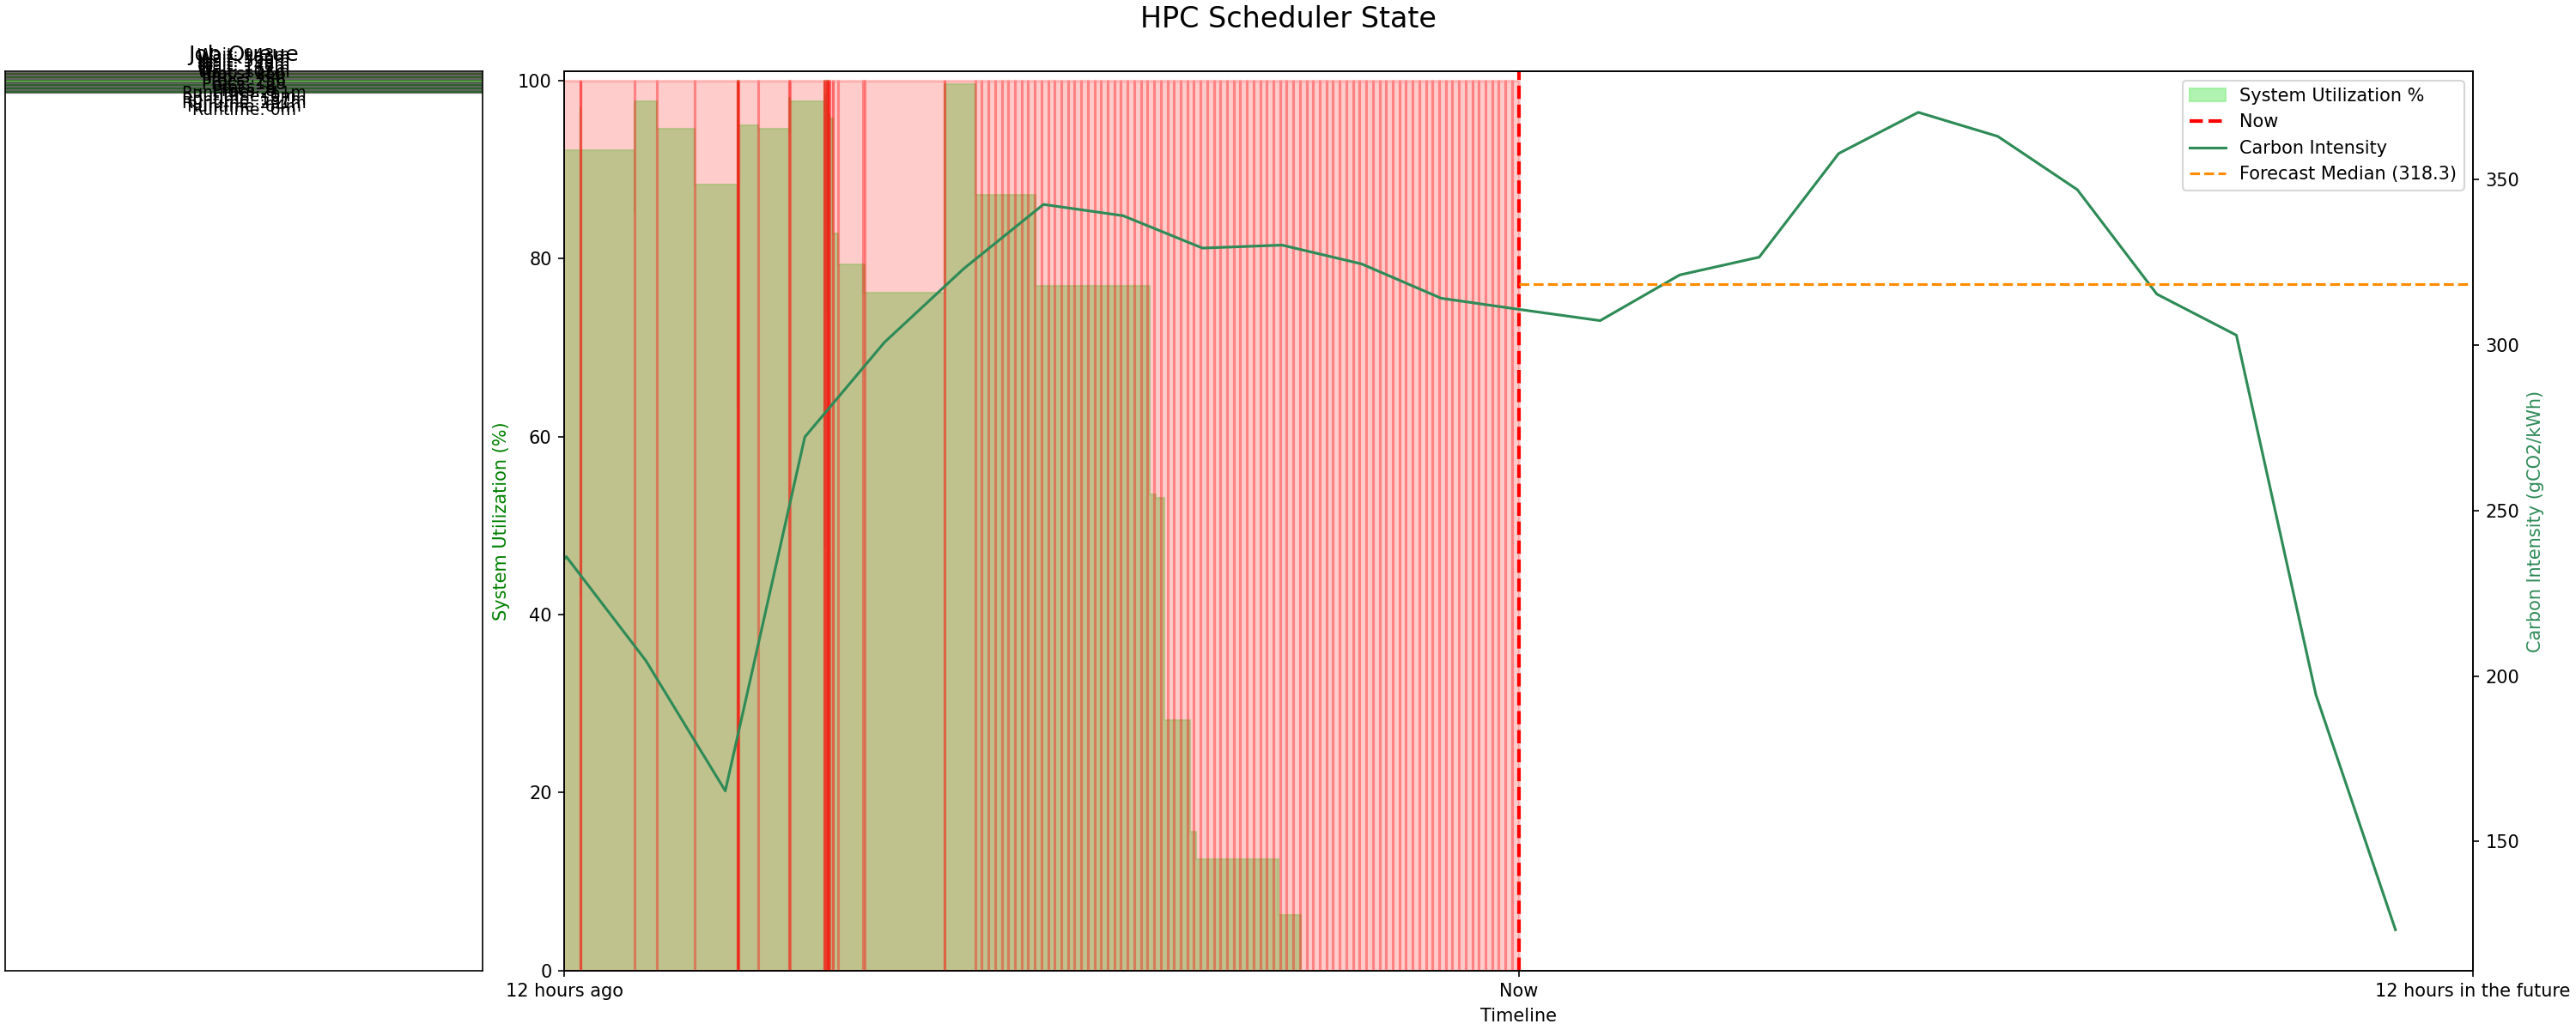 HPC Scheduler State
Job Queue
Runtime: 0m
100
80
60
40
20
0
System Utilization (%)
System Utilization %
Now
Carbon Intensity
Forecast Median (318.3)
350
300
250
200
150
Carbon Intensity (gCO2/kWh)
12 hours ago
Now
12 hours in the future
Timeline